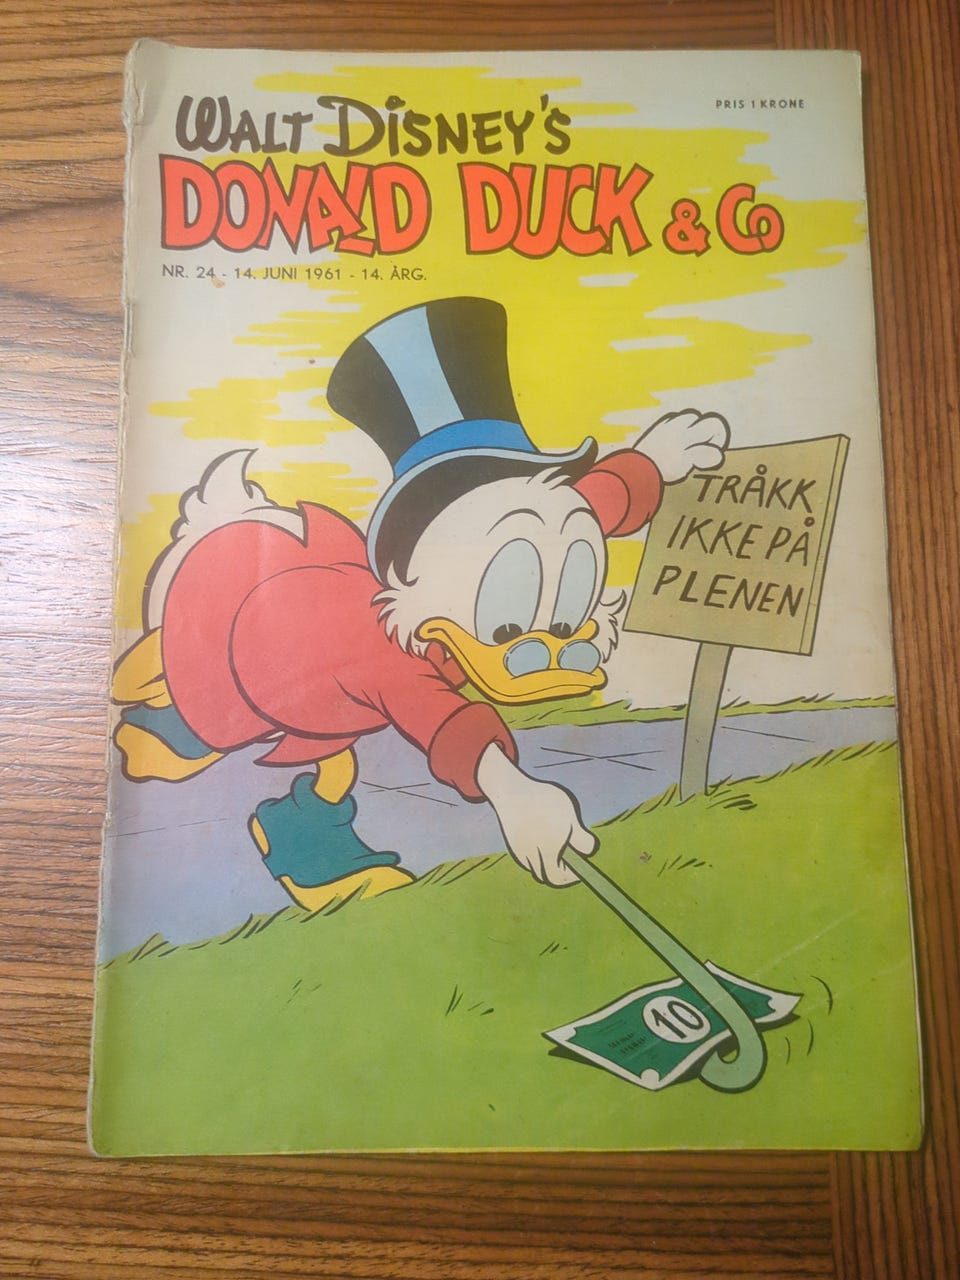 PRIS 1 KRONE
WALT DISNEY'S
DONALD DUCK & CO
NR. 24 - 14. JUNI 1961 - 14. ÅRG.
TRÅKK
IKKE PÅ
PLENEN
10